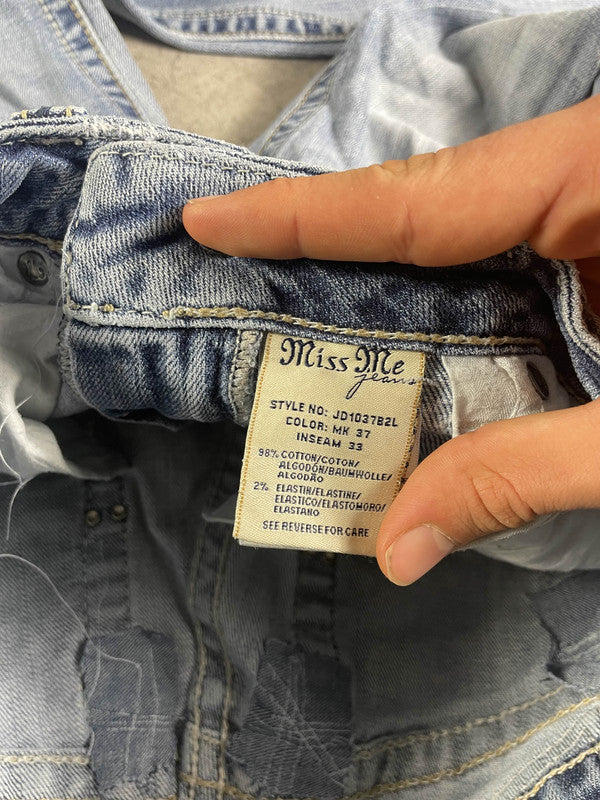 Miss Me
jeans
STYLE NO: JD1037B2L
COLOR: MK 37
INSEAM 33
98% COTTON/COTON/
ALGODÓN/BAUMWOLLE/
ALGODÃO
2% ELASTIN/ELASTINE/
ELASTICO/ELASTOMORO/
ELASTANO
SEE REVERSE FOR CARE